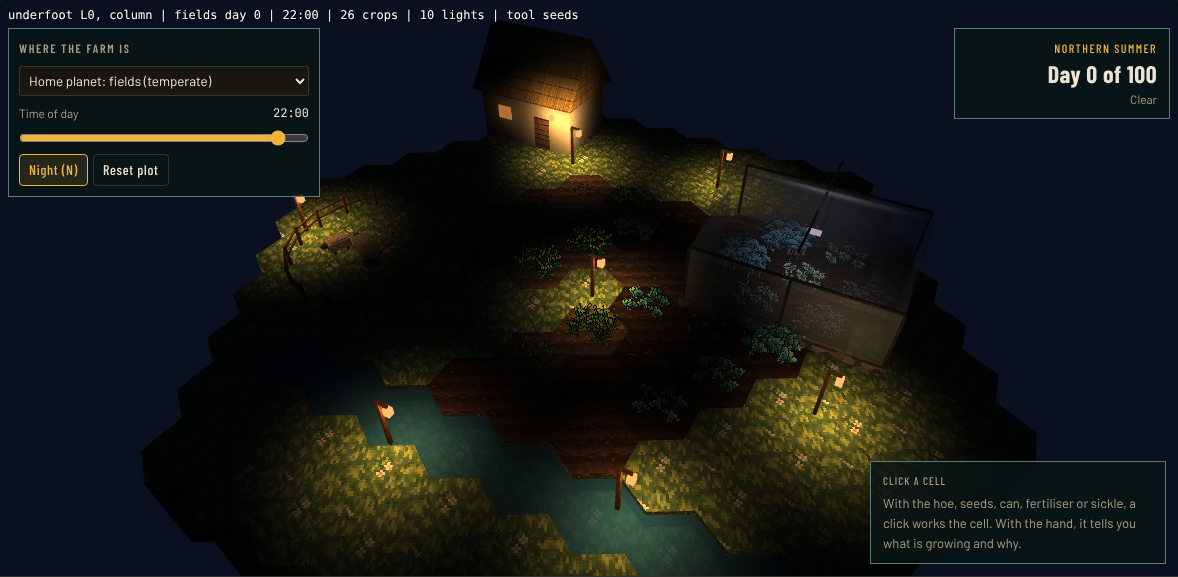 underfoot L0, column | fields day 0 | 22:00 | 26 crops | 10 lights | tool seeds
WHERE THE FARM IS
Home planet: fields (temperate)
Time of day 22:00
Night (N) Reset plot
NORTHERN SUMMER
Day 0 of 100
Clear
CLICK A CELL
With the hoe, seeds, can, fertiliser or sickle, a
click works the cell. With the hand, it tells you
what is growing and why.